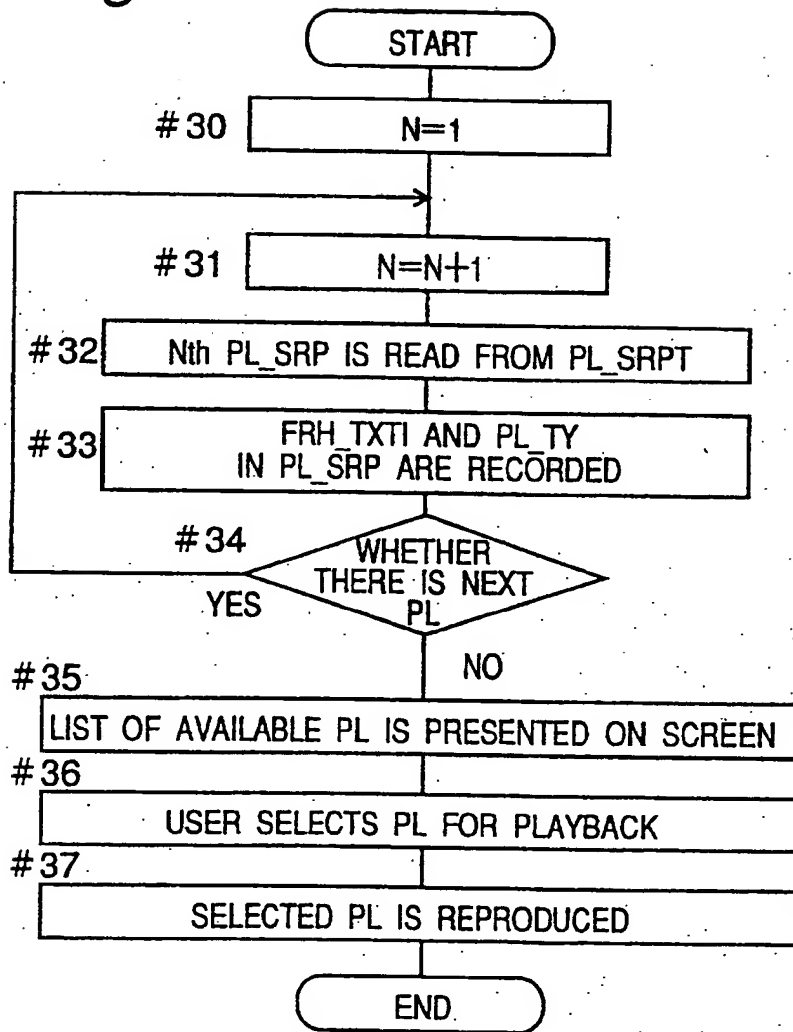 START
#30
N=1
#31
N=N+1
#32
Nth PL_SRP IS READ FROM PL_SRPT
#33
FRH_TXTI AND PL_TY
IN PL_SRP ARE RECORDED
#34
WHETHER
THERE IS NEXT
PL
YES
NO
#35
LIST OF AVAILABLE PL IS PRESENTED ON SCREEN
#36
USER SELECTS PL FOR PLAYBACK
#37
SELECTED PL IS REPRODUCED
END